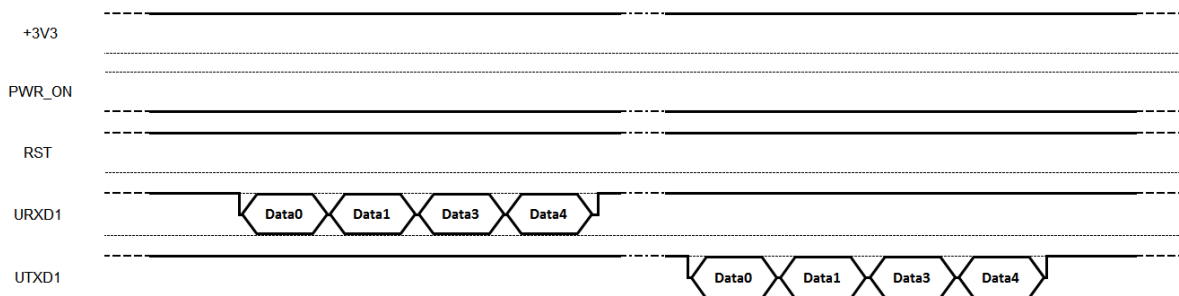 +3V3
PWR_ON
RST
URXD1 Data0 Data1 Data3 Data4
UTXD1 Data0 Data1 Data3 Data4